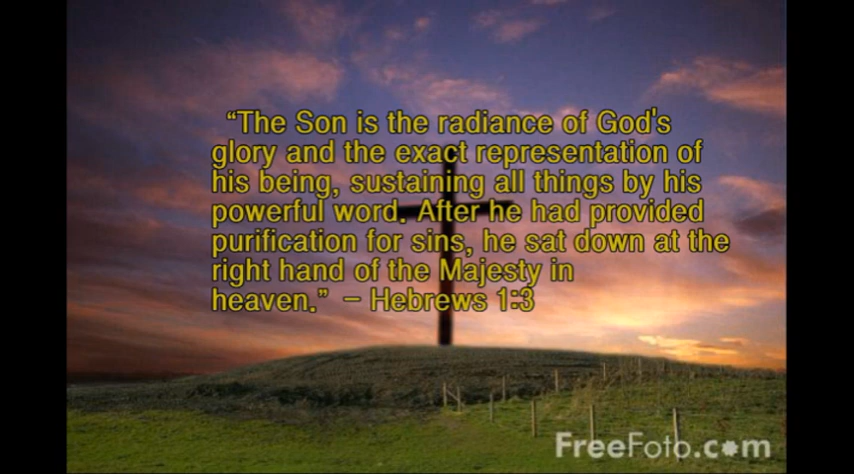 “The Son is the radiance of God's
glory and the exact representation of
his being, sustaining all things by his
powerful word. After he had provided
purification for sins, he sat down at the
right hand of the Majesty in
heaven.” – Hebrews 1:3
FreeFoto.com